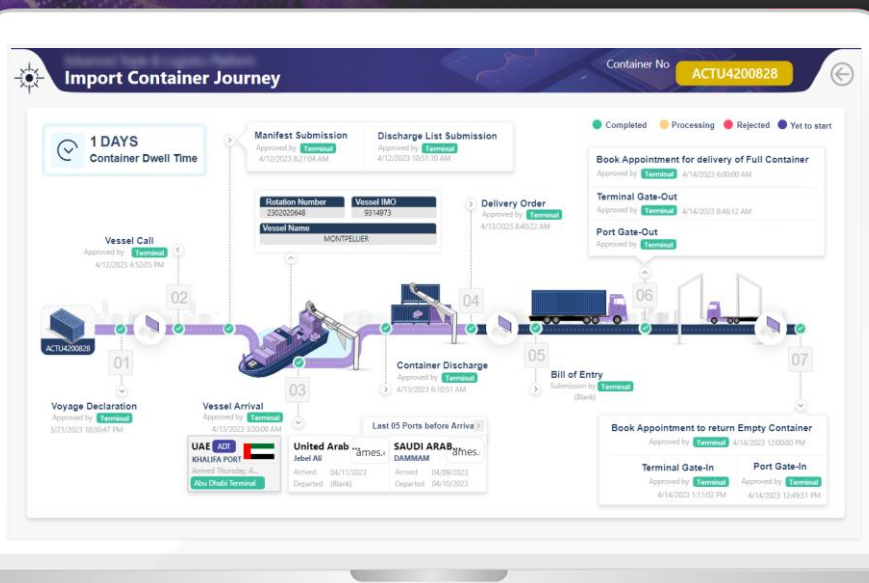 Import Container Journey
Container No
ACTU4200828
1 DAYS
Container Dwell Time
Manifest Submission
Approved by Terminal
4/12/2023 8:27:04 AM
Discharge List Submission
Approved by Terminal
4/12/2023 10:51:10 AM
Completed
Processing
Rejected
Yet to start
Book Appointment for delivery of Full Container
Approved by Terminal 4/14/2023 6:00:00 AM
Terminal Gate-Out
Approved by Terminal 4/14/2023 8:46:12 AM
Port Gate-Out
Approved by Terminal
Rotation Number
2302020648
Vessel IMO
9314973
Vessel Name
MONTPELLIER
Delivery Order
Approved by Terminal
4/13/2023 8:40:22 AM
Vessel Call
Approved by Terminal
4/12/2023 4:52:05 PM
02
04
06
ACTU4200828
01
03
05
07
Voyage Declaration
Approved by Terminal
3/21/2023 10:30:47 PM
Vessel Arrival
Approved by Terminal
4/13/2023 3:30:00 AM
Container Discharge
Approved by Terminal
4/13/2023 6:10:51 AM
Bill of Entry
Submission by Terminal
(Blank)
Last 05 Ports before Arriva
UAE ADT
KHALIFA PORT
Arrived Thursday, A...
Abu Dhabi Terminal
United Arab ...
Jebel Ali
Arrived 04/11/2023
Departed (Blank)
SAUDI ARAB...
DAMMAM
Arrived 04/09/2023
Departed 04/10/2023
Book Appointment to return Empty Container
Approved by Terminal 4/14/2023 12:00:00 PM
Terminal Gate-In
Approved by Terminal
4/14/2023 1:11:03 PM
Port Gate-In
Approved by Terminal
4/14/2023 12:49:31 PM